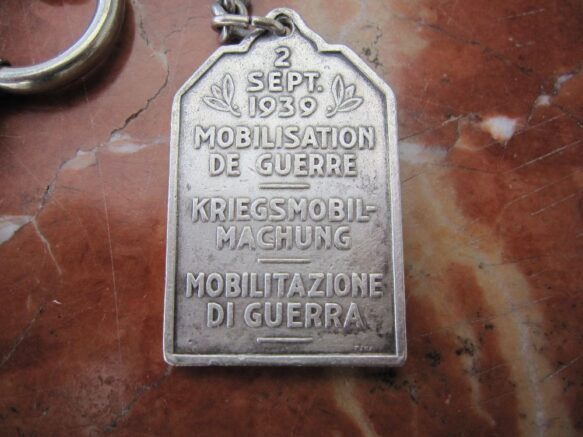 2
SEPT.
1939
MOBILISATION
DE GUERRE
KRIEGSMOBIL-
MACHUNG
MOBILITAZIONE
DI GUERRA